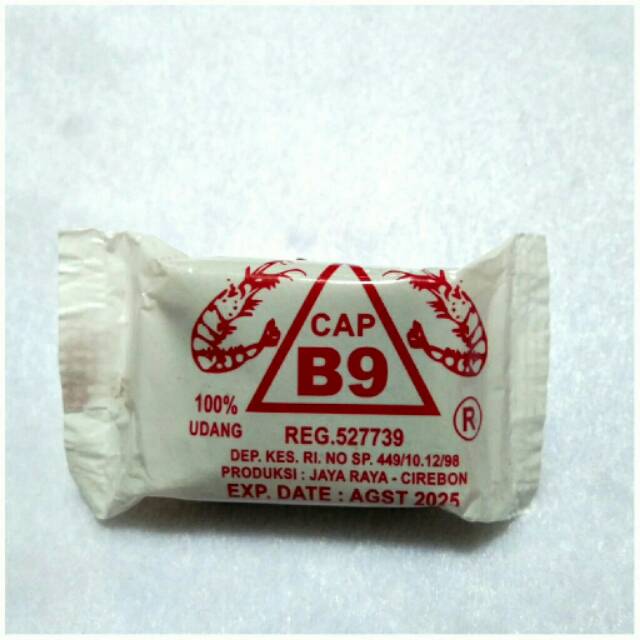 CAP
B9
100%
UDANG
®
REG.527739
DEP. KES. RI. NO SP. 449/10.12/98
PRODUKSI : JAYA RAYA - CIREBON
EXP. DATE : AGST 2025